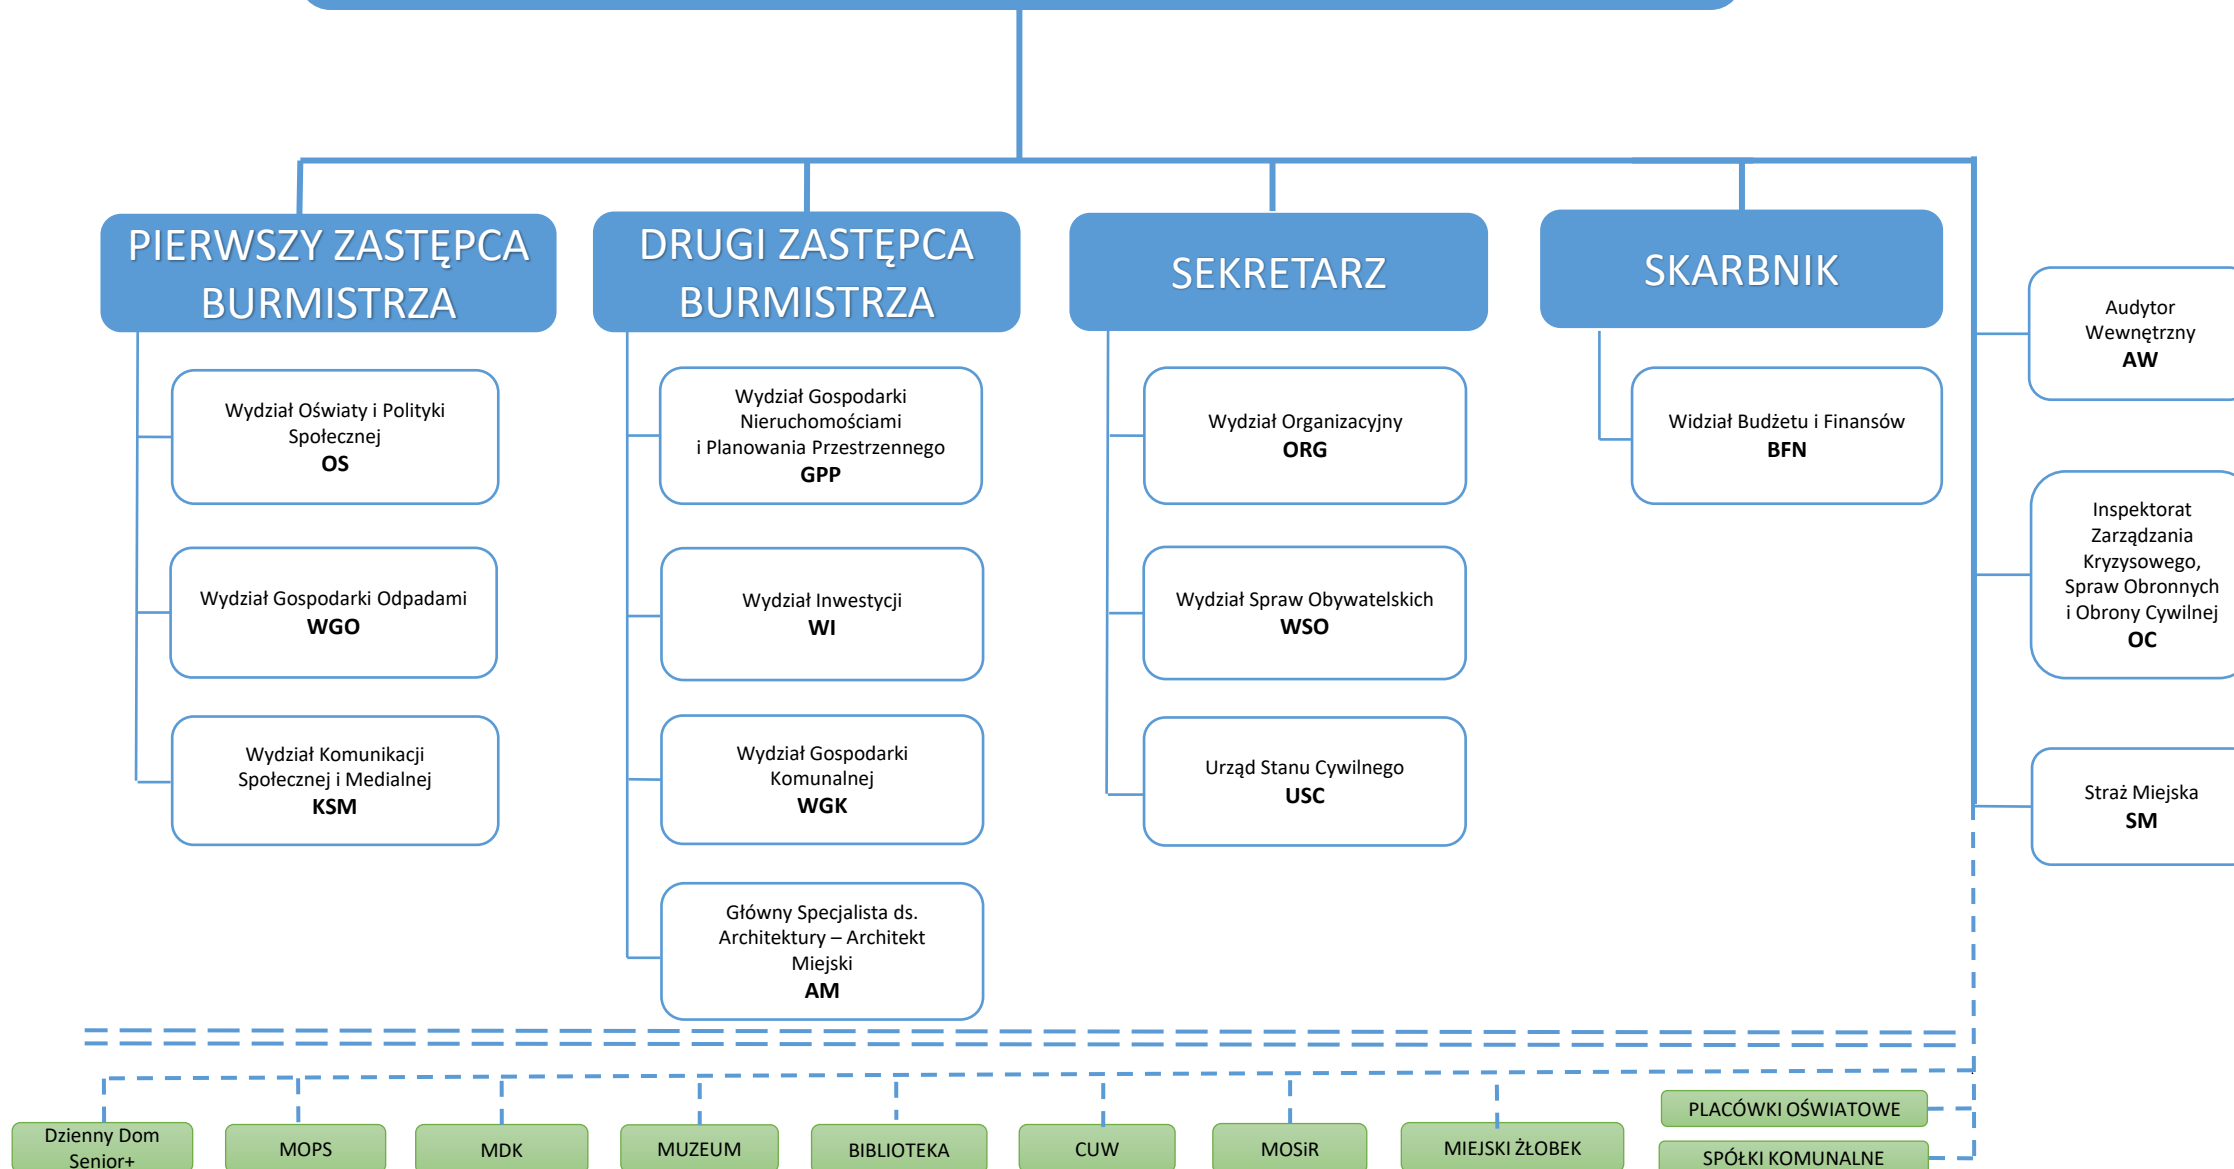 PIERWSZY ZASTĘPCA
BURMISTRZA
DRUGI ZASTĘPCA
BURMISTRZA
SEKRETARZ
SKARBNIK
Wydział Oświaty i Polityki
Społecznej
OS
Wydział Gospodarki Odpadami
WGO
Wydział Komunikacji
Społecznej i Medialnej
KSM
Wydział Gospodarki
Nieruchomościami
i Planowania Przestrzennego
GPP
Wydział Inwestycji
WI
Wydział Gospodarki
Komunalnej
WGK
Główny Specjalista ds.
Architektury – Architekt
Miejski
AM
Wydział Organizacyjny
ORG
Wydział Spraw Obywatelskich
WSO
Urząd Stanu Cywilnego
USC
Widział Budżetu i Finansów
BFN
Audytor
Wewnętrzny
AW
Inspektorat
Zarządzania
Kryzysowego,
Spraw Obronnych
i Obrony Cywilnej
OC
Straż Miejska
SM
Dzienny Dom
Senior+
MOPS
MDK
MUZEUM
BIBLIOTEKA
CUW
MOSiR
MIEJSKI ŻŁOBEK
PLACÓWKI OŚWIATOWE
SPÓŁKI KOMUNALNE